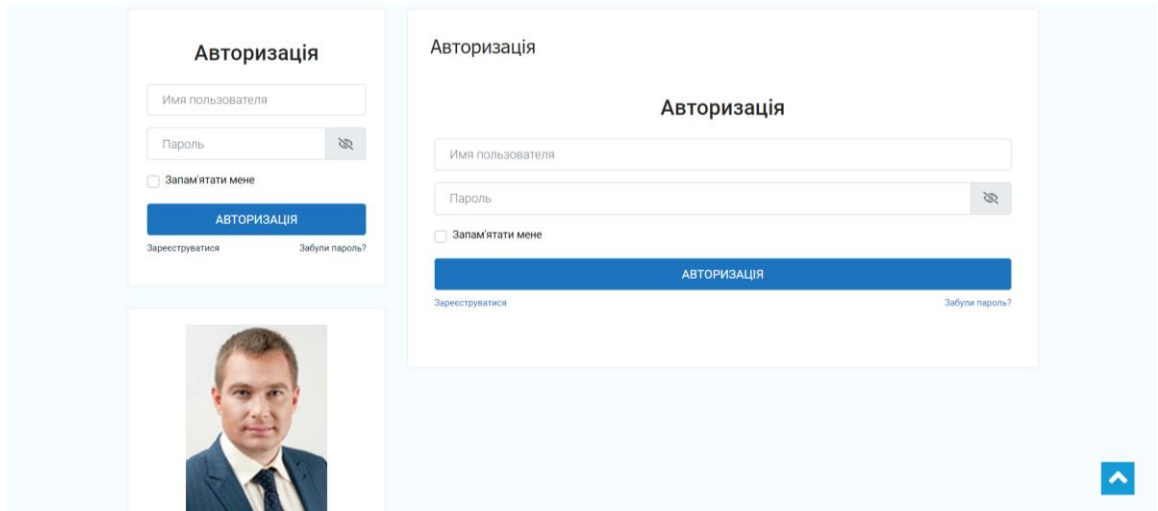 Авторизація
Имя пользователя
Пароль
Запам'ятати мене
АВТОРИЗАЦІЯ
Зареєструватися
Забули пароль?
Авторизація
Авторизація
Имя пользователя
Пароль
Запам'ятати мене
АВТОРИЗАЦІЯ
Зареєструватися
Забули пароль?